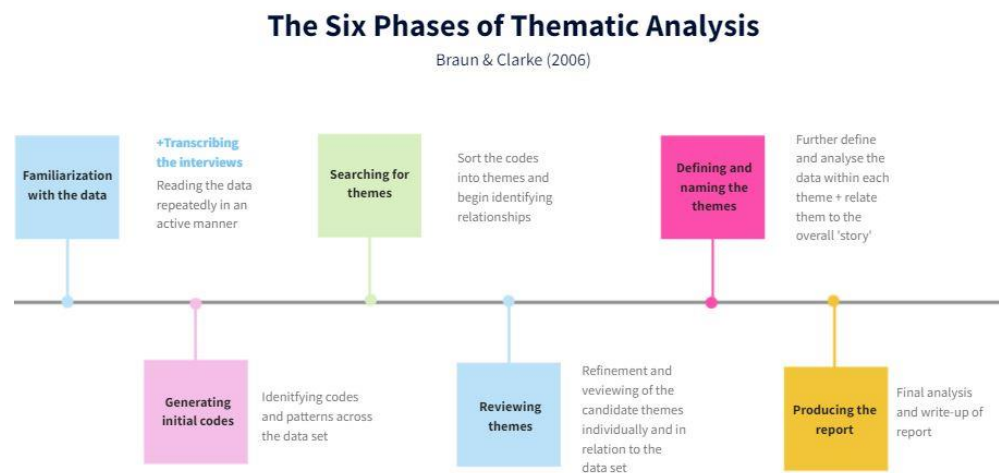 The Six Phases of Thematic Analysis
Braun & Clarke (2006)
Familiarization
with the data
+Transcribing
the interviews
Reading the data
repeatedly in an
active manner
Generating
initial codes
Idenitfying codes
and patterns across
the data set
Searching for
themes
Sort the codes
into themes and
begin identifying
relationships
Reviewing
themes
Refinement and
veviewing of the
candidate themes
individually and in
relation to the
data set
Defining and
naming the
themes
Further define
and analyse the
data within each
theme + relate
them to the
overall 'story'
Producing the
report
Final analysis
and write-up of
report